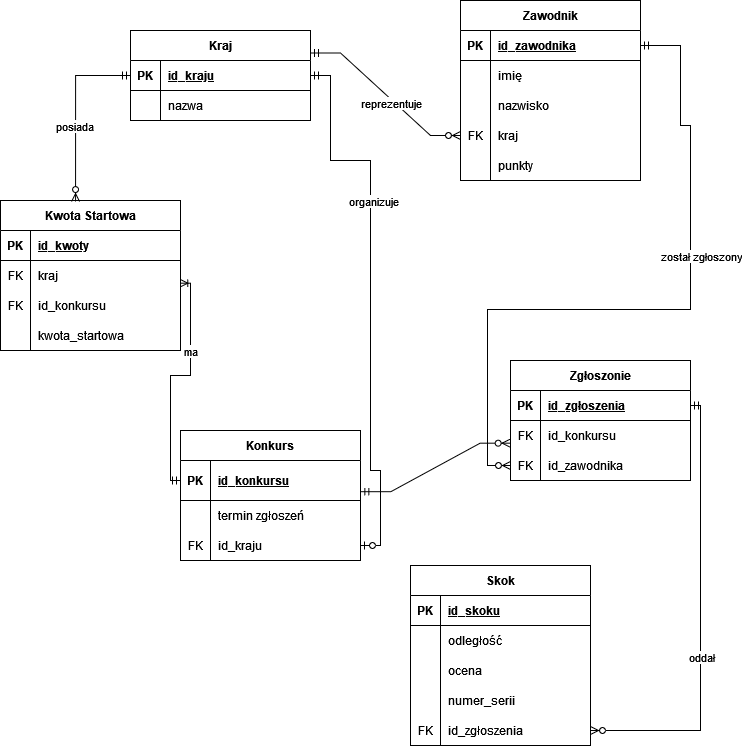 Zawodnik
PK id_zawodnika
imię
nazwisko
FK kraj
punkty
Kraj
PK id_kraju
nazwa
reprezentuje
posiada
organizuje
Kwota Startowa
PK id_kwoty
FK kraj
FK id_konkursu
kwota_startowa
został zgłoszony
ma
Zgłoszonie
PK id_zgłoszenia
FK id_konkursu
FK id_zawodnika
Konkurs
PK id_konkursu
termin zgłoszeń
FK id_kraju
Skok
PK id_skoku
odległość
ocena
numer_serii
FK id_zgłoszenia
oddał